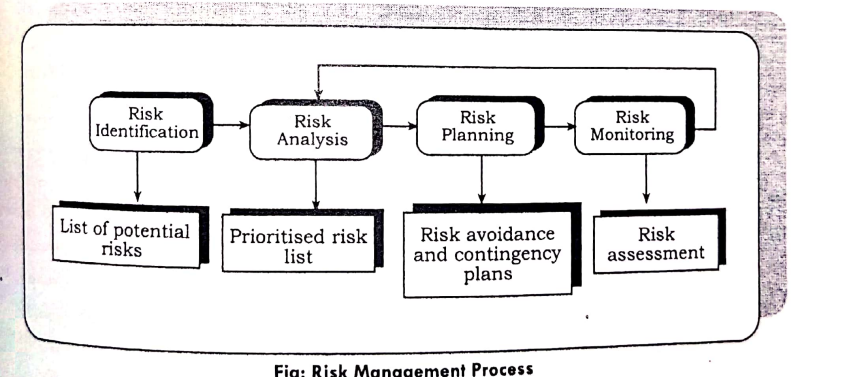 Risk
Identification
Risk
Analysis
Risk
Planning
Risk
Monitoring
List of potential
risks
Prioritised risk
list
Risk avoidance
and contingency
plans
Risk
assessment
Fig: Risk Management Process